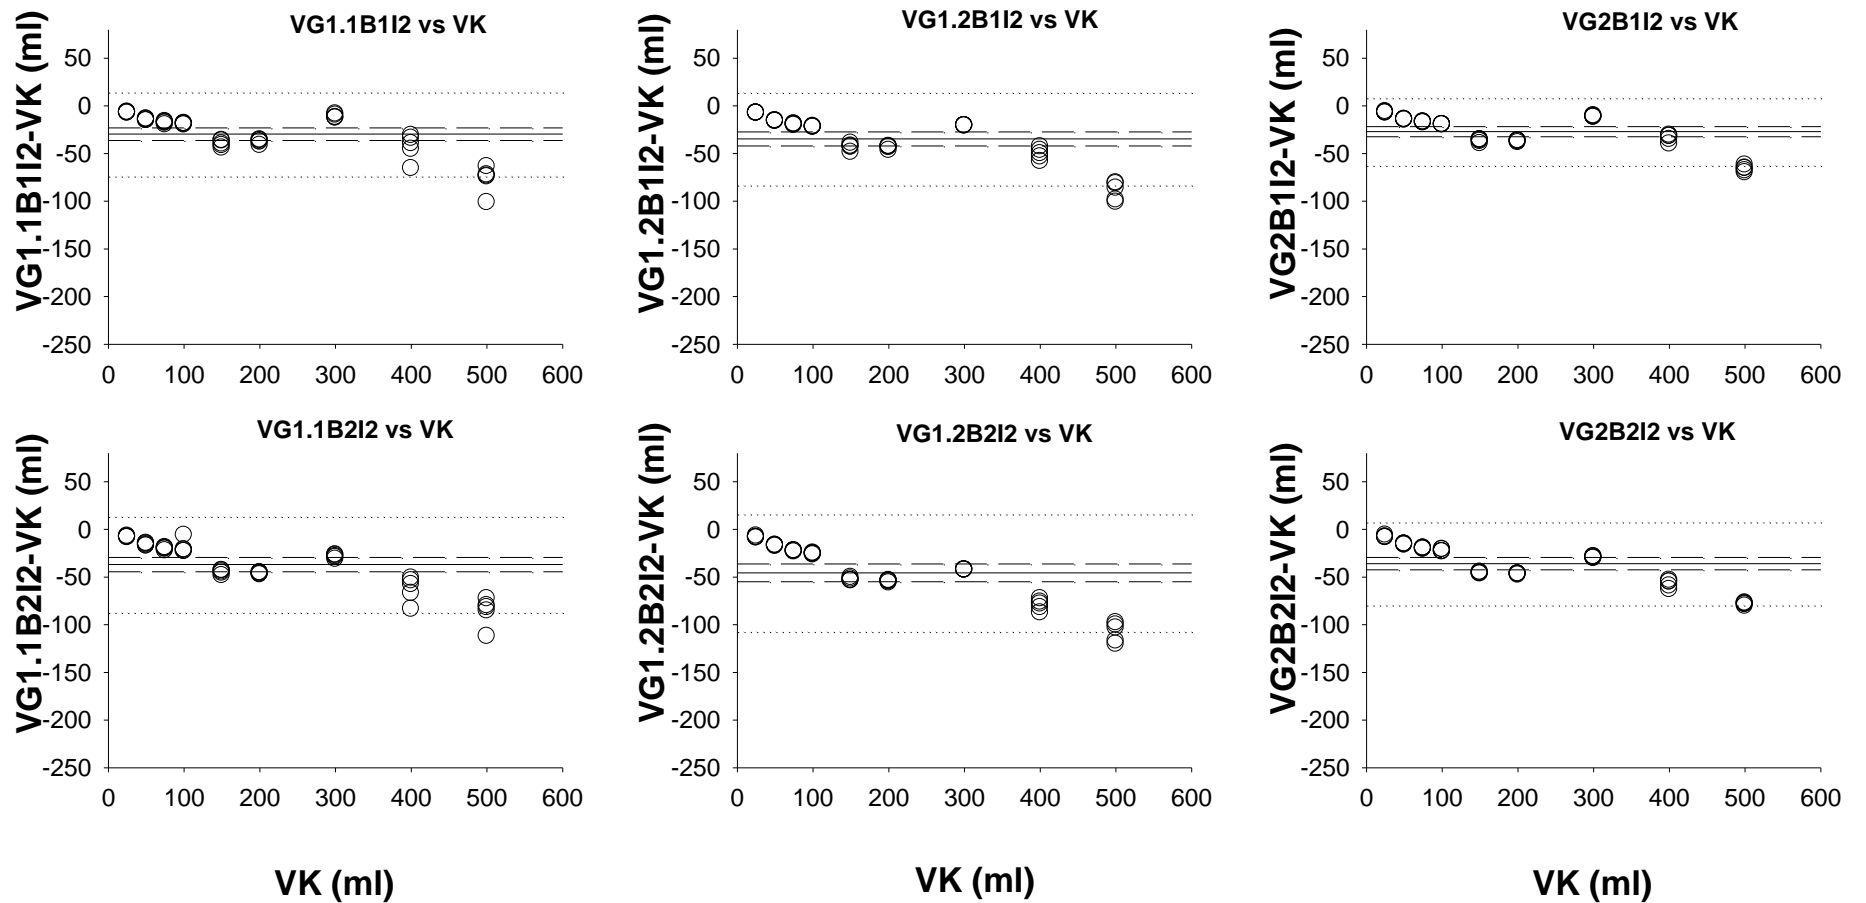 VG1.1B1I2 vs VK
VG1.1B1I2-VK (ml)
50
0
-50
-100
-150
-200
-250
0 100 200 300 400 500 600
VG1.2B1I2 vs VK
VG1.2B1I2-VK (ml)
50
0
-50
-100
-150
-200
-250
0 100 200 300 400 500 600
VG2B1I2 vs VK
VG2B1I2-VK (ml)
50
0
-50
-100
-150
-200
-250
0 100 200 300 400 500 600
VG1.1B2I2 vs VK
VG1.1B2I2-VK (ml)
50
0
-50
-100
-150
-200
-250
0 100 200 300 400 500 600
VK (ml)
VG1.2B2I2 vs VK
VG1.2B2I2-VK (ml)
50
0
-50
-100
-150
-200
-250
0 100 200 300 400 500 600
VK (ml)
VG2B2I2 vs VK
VG2B2I2-VK (ml)
50
0
-50
-100
-150
-200
-250
0 100 200 300 400 500 600
VK (ml)